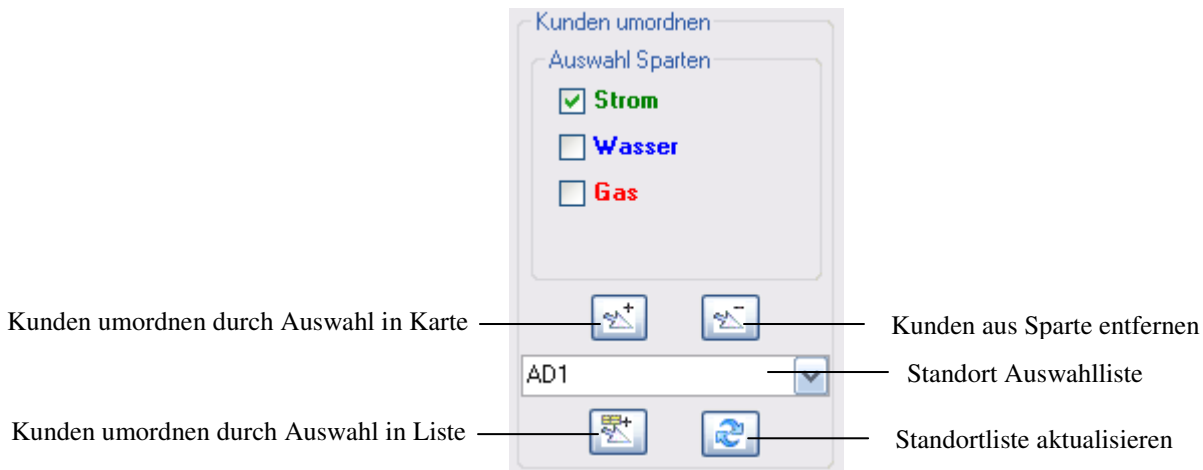 Kunden umordnen
Auswahl Sparten
Strom
Wasser
Gas
Kunden umordnen durch Auswahl in Karte
Kunden aus Sparte entfernen
AD1
Standort Auswahlliste
Kunden umordnen durch Auswahl in Liste
Standortliste aktualisieren